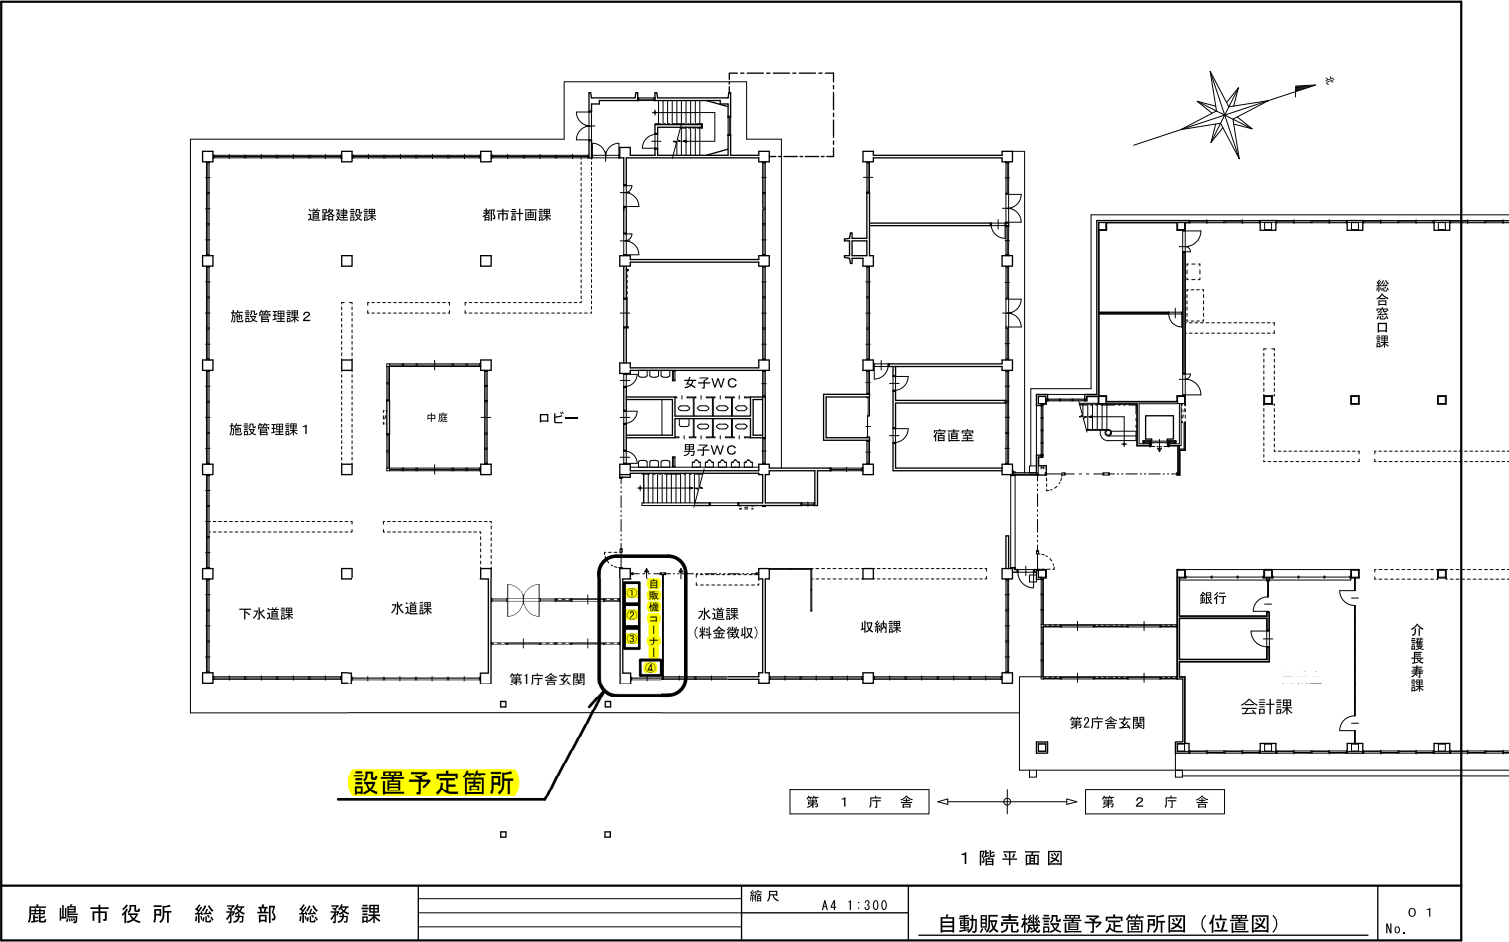 北
道路建設課
都市計画課
施設管理課2
総合窓口課
女子WC
中庭
ロビー
施設管理課1
男子WC
宿直室
自販機コーナー
①
②
③
④
下水道課
水道課
水道課
(料金徴収)
収納課
銀行
介護長寿課
第1庁舎玄関
会計課
第2庁舎玄関
設置予定箇所
第 1 庁 舎
第 2 庁 舎
1階平面図
鹿嶋市役所 総務部 総務課
縮尺
A4 1:300
自動販売機設置予定箇所図（位置図）
No.
01